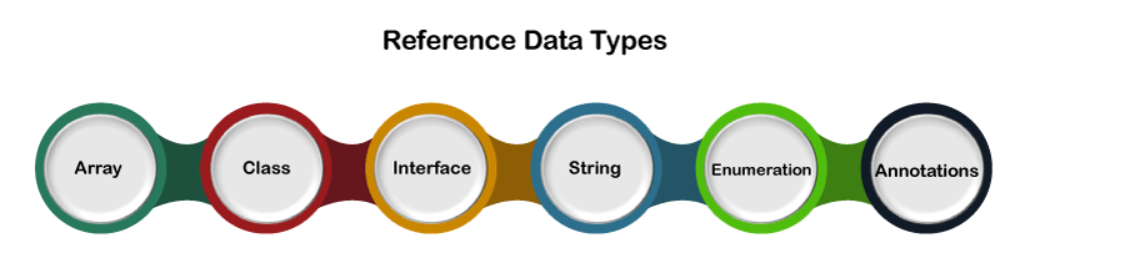 Reference Data Types
Array
Class
Interface
String
Enumeration
Annotations